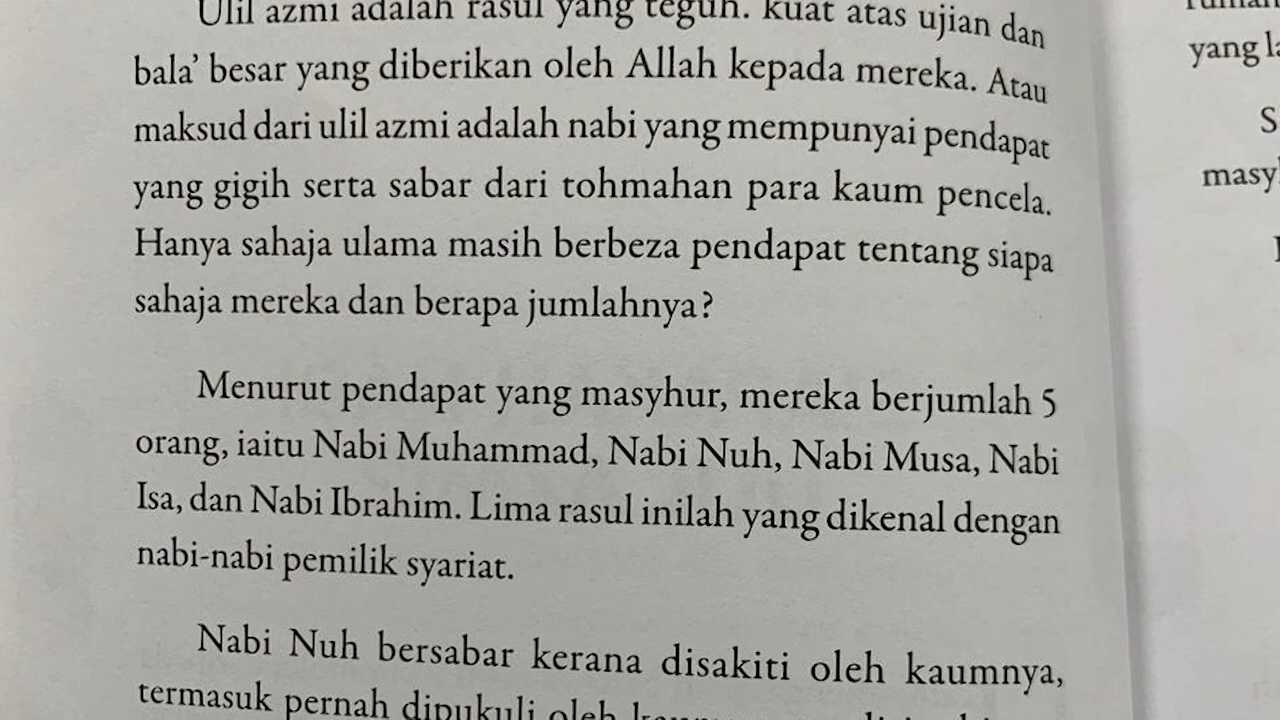 Ulil azmi adalah rasul yang teguh. kuat atas ujian dan
bala’ besar yang diberikan oleh Allah kepada mereka. Atau
maksud dari ulil azmi adalah nabi yang mempunyai pendapat
yang gigih serta sabar dari tohmahan para kaum pencela.
Hanya sahaja ulama masih berbeza pendapat tentang siapa
sahaja mereka dan berapa jumlahnya?
Menurut pendapat yang masyhur, mereka berjumlah 5
orang, iaitu Nabi Muhammad, Nabi Nuh, Nabi Musa, Nabi
Isa, dan Nabi Ibrahim. Lima rasul inilah yang dikenal dengan
nabi-nabi pemilik syariat.
Nabi Nuh bersabar kerana disakiti oleh kaumnya,
termasuk pernah dipukuli oleh
yang